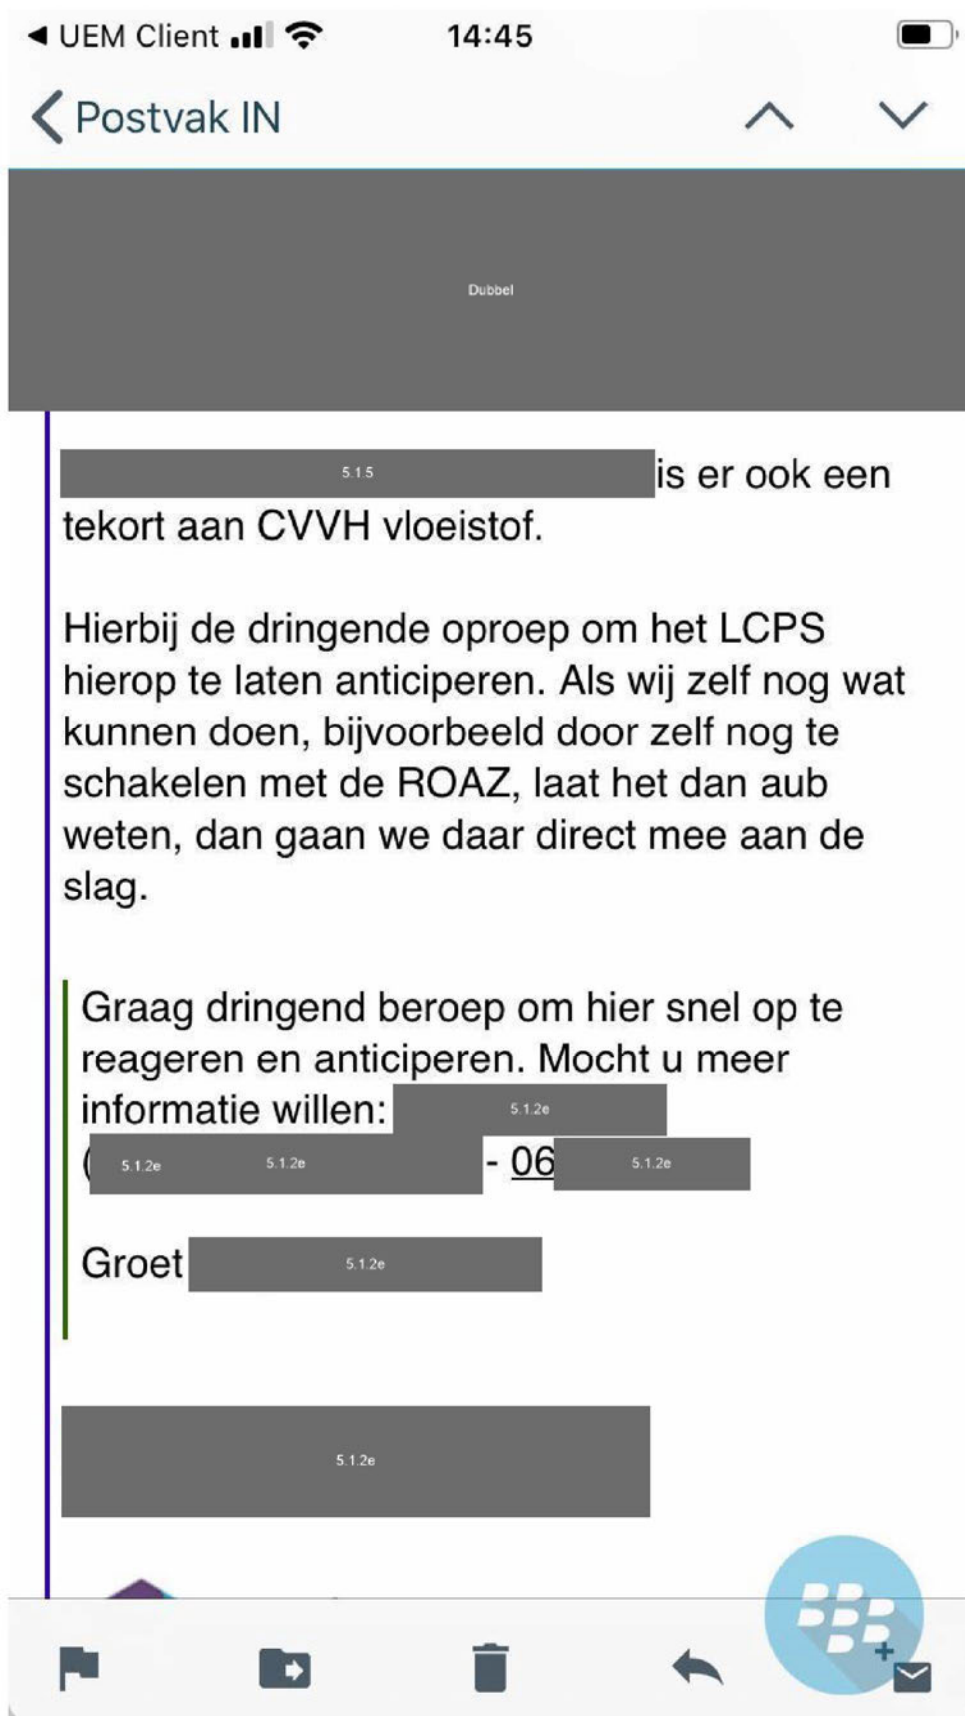 ◀ UEM Client 14:45
Postvak IN
Dubbel
5.1.5 is er ook een
tekort aan CVVH vloeistof.
Hierbij de dringende oproep om het LCPS
hierop te laten anticiperen. Als wij zelf nog wat
kunnen doen, bijvoorbeeld door zelf nog te
schakelen met de ROAZ, laat het dan aub
weten, dan gaan we daar direct mee aan de
slag.
Graag dringend beroep om hier snel op te
reageren en anticiperen. Mocht u meer
informatie willen: 5.1.2e
( 5.1.2e 5.1.2e - 06 5.1.2e
Groet 5.1.2e
5.1.2e